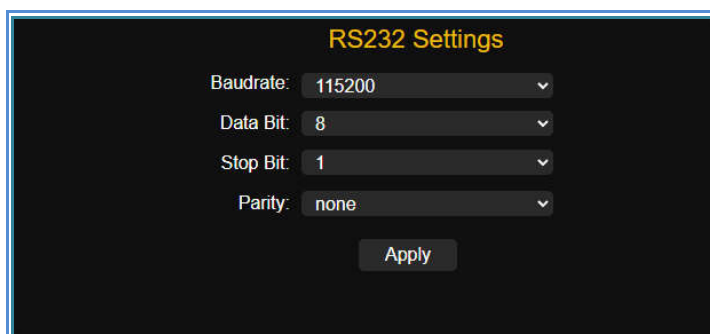 RS232 Settings
Baudrate: 115200
Data Bit: 8
Stop Bit: 1
Parity: none
Apply